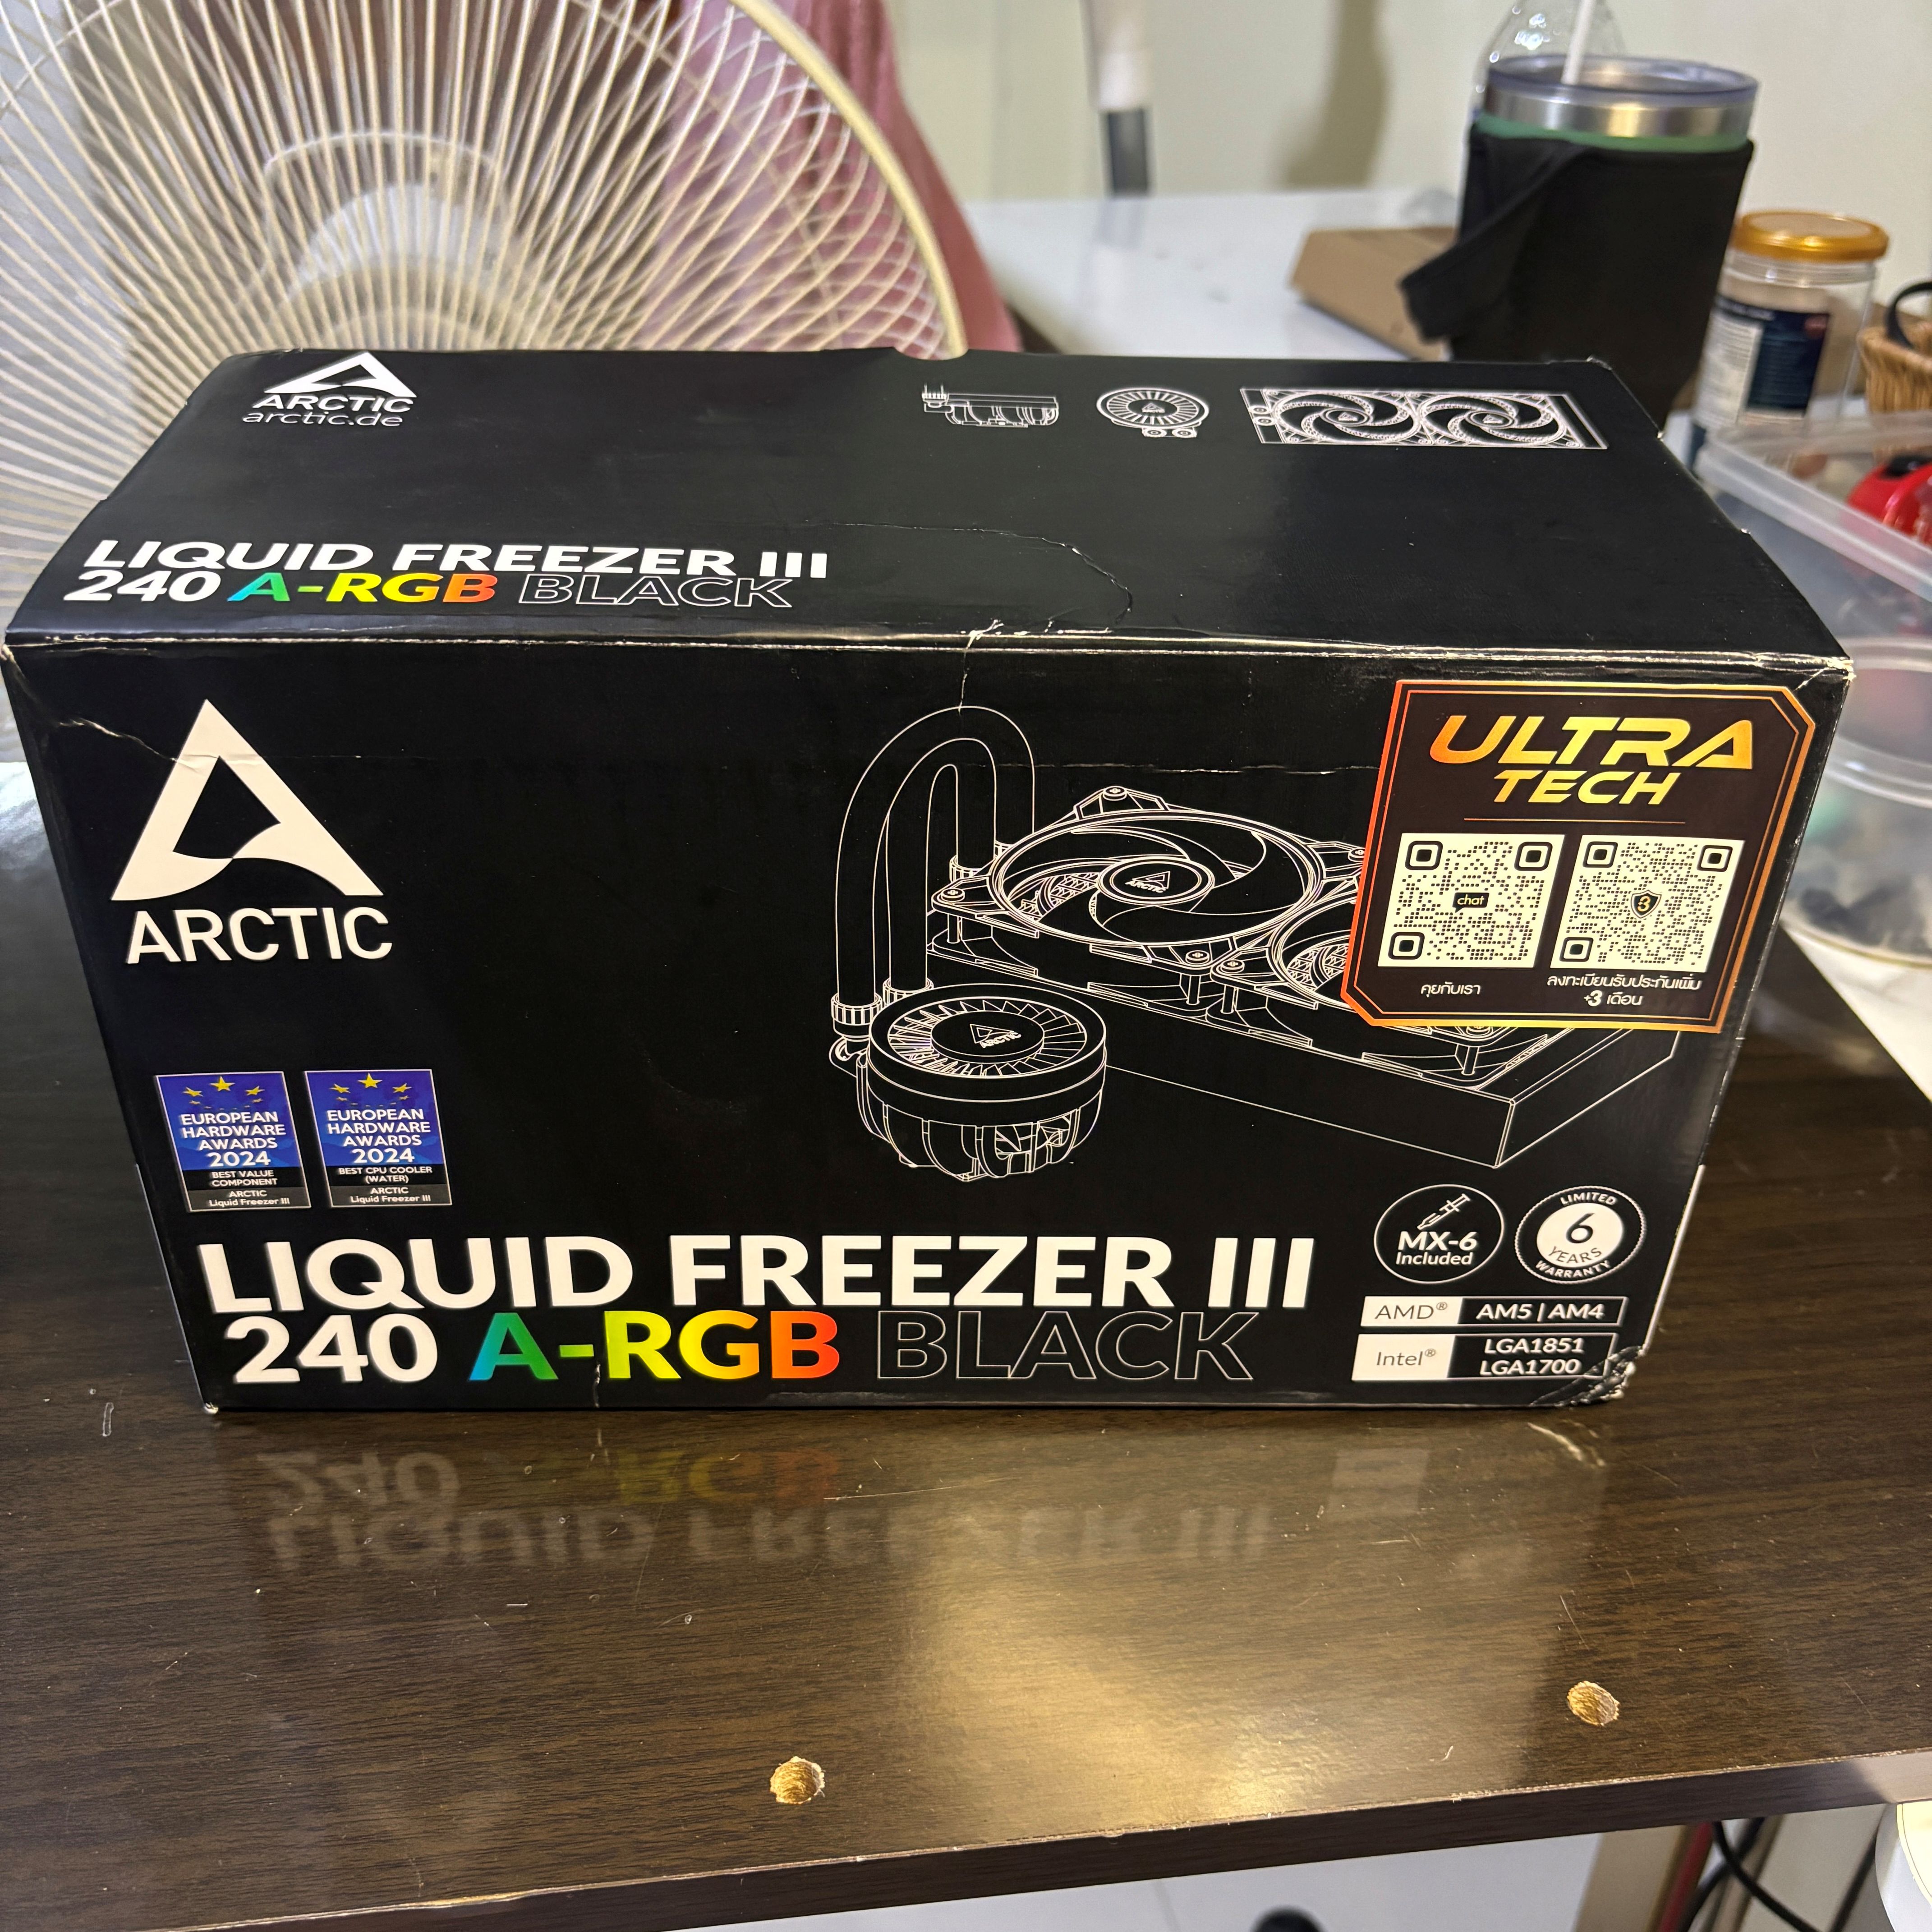 ARCTIC
arctic.de
LIQUID FREEZER III
240 A-RGB BLACK
ARCTIC
ULTRA
TECH
chat
3
คุยกับเรา
ลงทะเบียนรับประกันเพิ่ม
+3 เดือน
ARCTIC
ARCTIC
EUROPEAN
HARDWARE
AWARDS
2024
BEST VALUE
COMPONENT
ARCTIC
Liquid Freezer III
EUROPEAN
HARDWARE
AWARDS
2024
BEST CPU COOLER
(WATER)
ARCTIC
Liquid Freezer III
LIQUID FREEZER III
240 A-RGB BLACK
MX-6
Included
LIMITED
6
YEARS
WARRANTY
AMD® AM5 | AM4
Intel® LGA1851
LGA1700